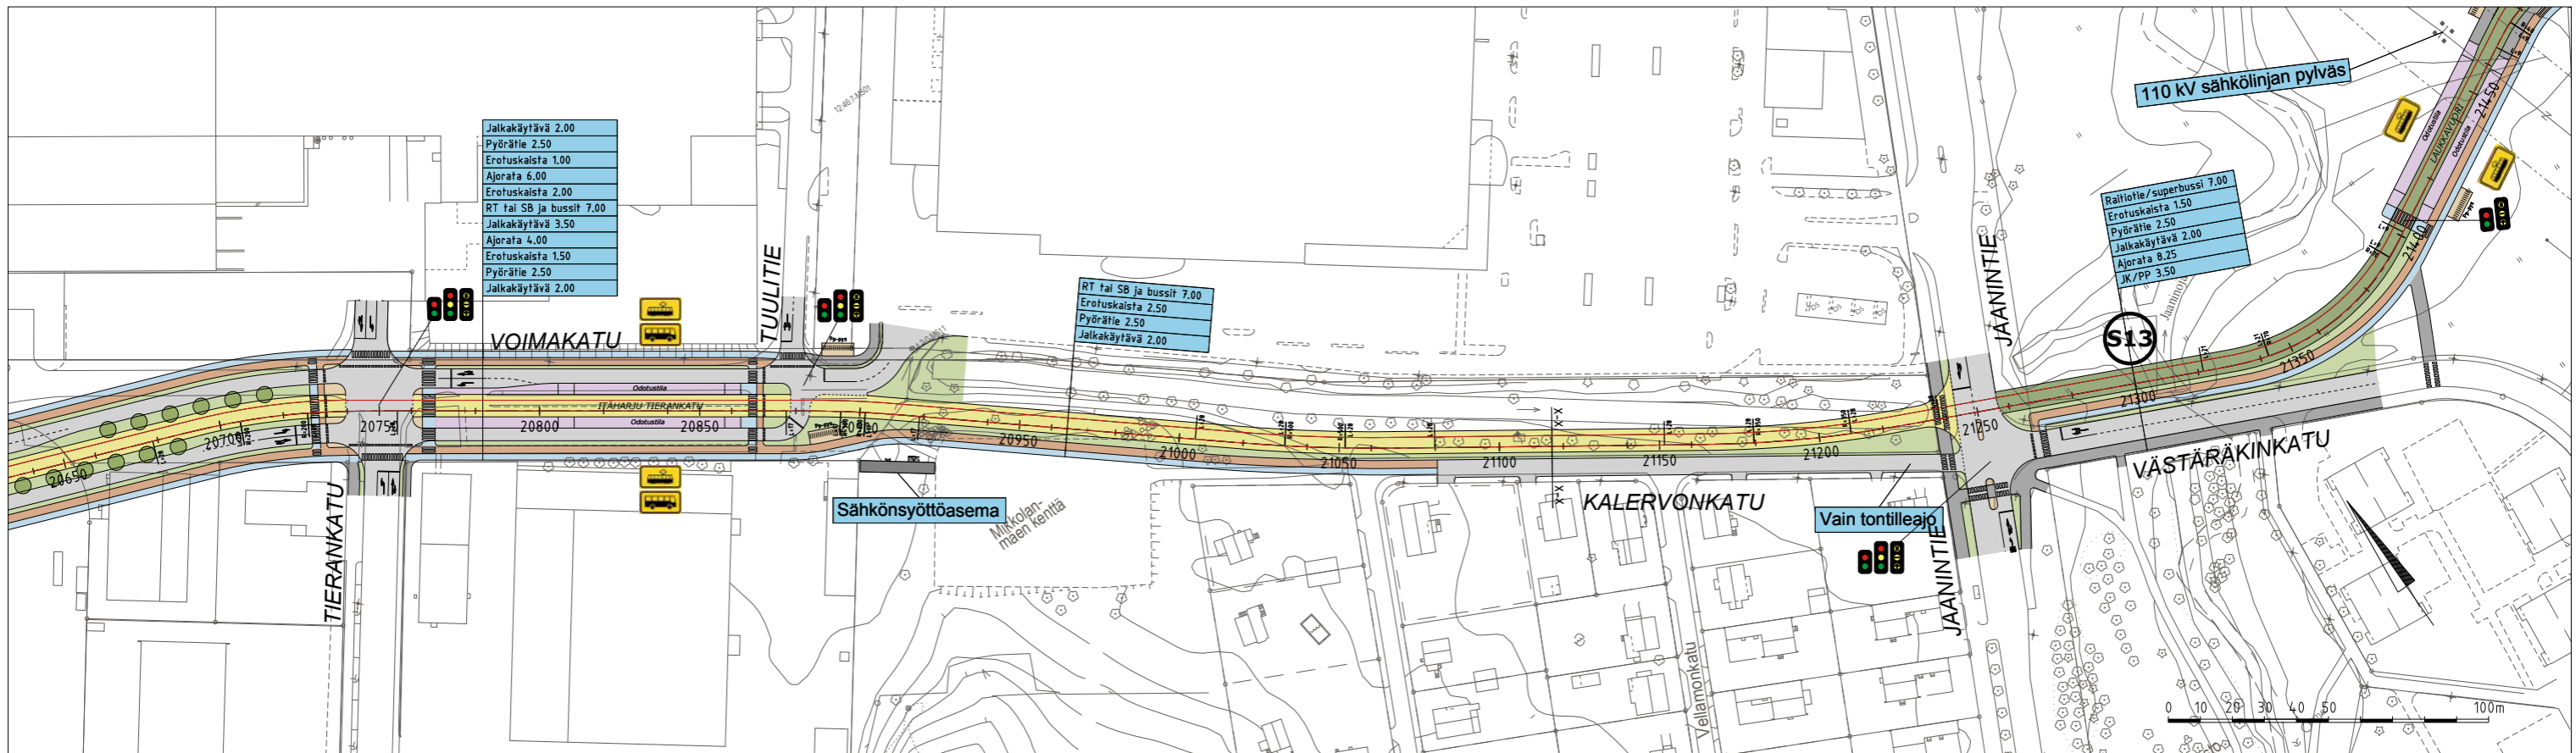 Jalkakäytävä 2.00
Pyörätie 2.50
Erotuskaista 1.00
Ajorata 6.00
Erotuskaista 2.00
RT tai SB ja bussit 7.00
Jalkakäytävä 3.50
Ajorata 4.00
Erotuskaista 1.50
Pyörätie 2.50
Jalkakäytävä 2.00
VOIMAKATU
TUULITIE
TIERANKATU
Odotustila
ITÄHARJU TIERANKATU
Odotustila
20650
20700
20750
20800
20850
20950
21000
21050
21100
21150
21200
21250
21300
21350
21400
21450
RT tai SB ja bussit 7.00
Erotuskaista 2.50
Pyörätie 2.50
Jalkakäytävä 2.00
Sähkönsyöttöasema
Mikkolan-
mäen kenttä
X-X
X-X
KALERVONKATU
Vellamonkatu
Vain tontilleajo
JAANINTIE
JAANINTIE
110 kV sähkölinjan pylväs
Odotustila
LAUKKAVUORI
Odotustila
Raitiotie/superbussi 7.00
Erotuskaista 1.50
Pyörätie 2.50
Jalkakäytävä 2.00
Ajorata 8.25
JK/PP 3.50
S13
Jaaninoja
VÄSTÄRÄKINKATU
0 10 20 30 40 50 100m